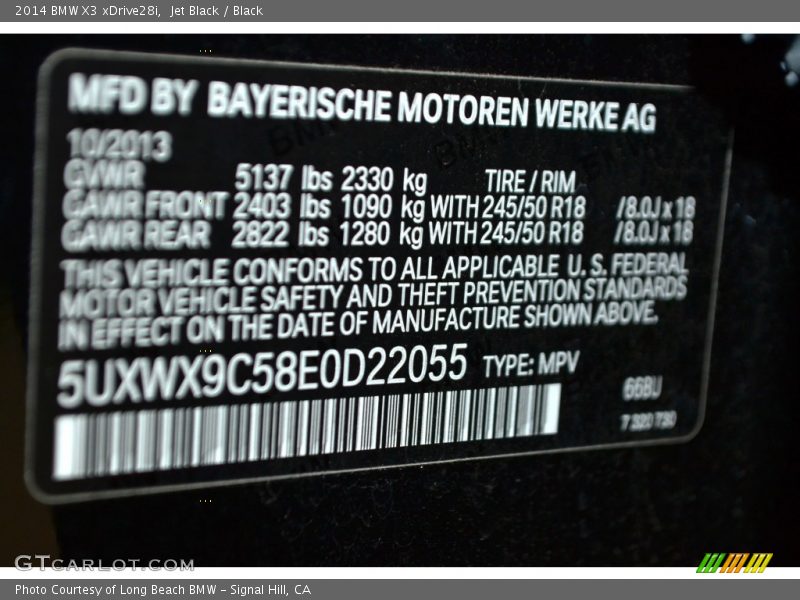 2014 BMW X3 xDrive28i, Jet Black / Black
MFD BY BAYERISCHE MOTOREN WERKE AG
10/2013
GVWR 5137 lbs 2330 kg TIRE / RIM
GAWR FRONT 2403 lbs 1090 kg WITH 245/50 R18 /8.0J x 18
GAWR REAR 2822 lbs 1280 kg WITH 245/50 R18 /8.0J x 18
THIS VEHICLE CONFORMS TO ALL APPLICABLE U. S. FEDERAL
MOTOR VEHICLE SAFETY AND THEFT PREVENTION STANDARDS
IN EFFECT ON THE DATE OF MANUFACTURE SHOWN ABOVE.
5UXWX9C58E0D22055 TYPE: MPV
66BU
GTCARLOT.COM
Photo Courtesy of Long Beach BMW - Signal Hill, CA